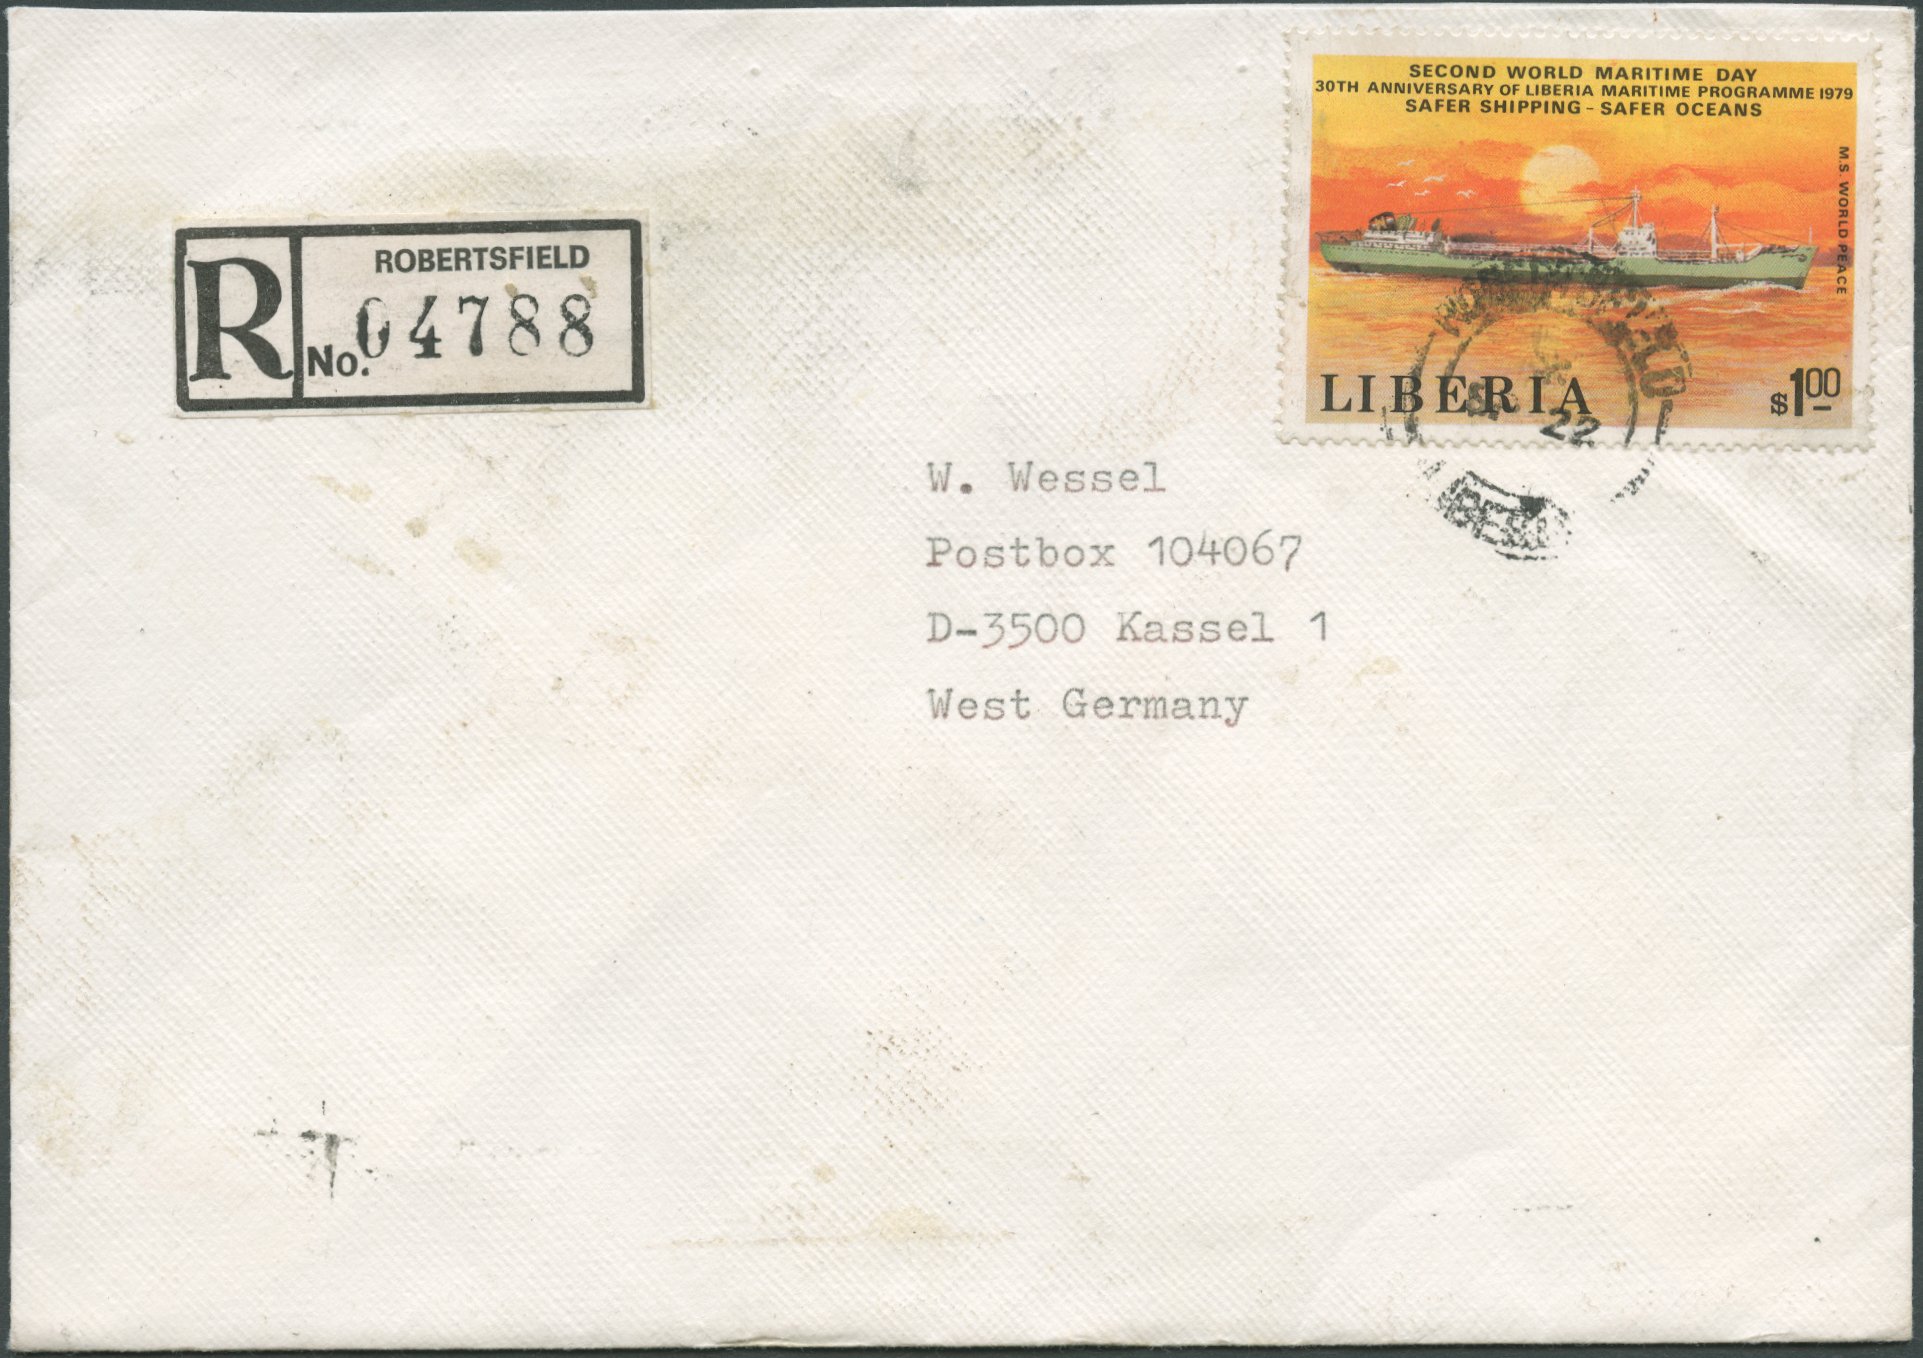 SECOND WORLD MARITIME DAY
30TH ANNIVERSARY OF LIBERIA MARITIME PROGRAMME 1979
SAFER SHIPPING - SAFER OCEANS
M.S. WORLD PEACE
LIBERIA
$1.00
22
R
ROBERTSFIELD
No. 04788
W. Wessel
Postbox 104067
D-3500 Kassel 1
West Germany